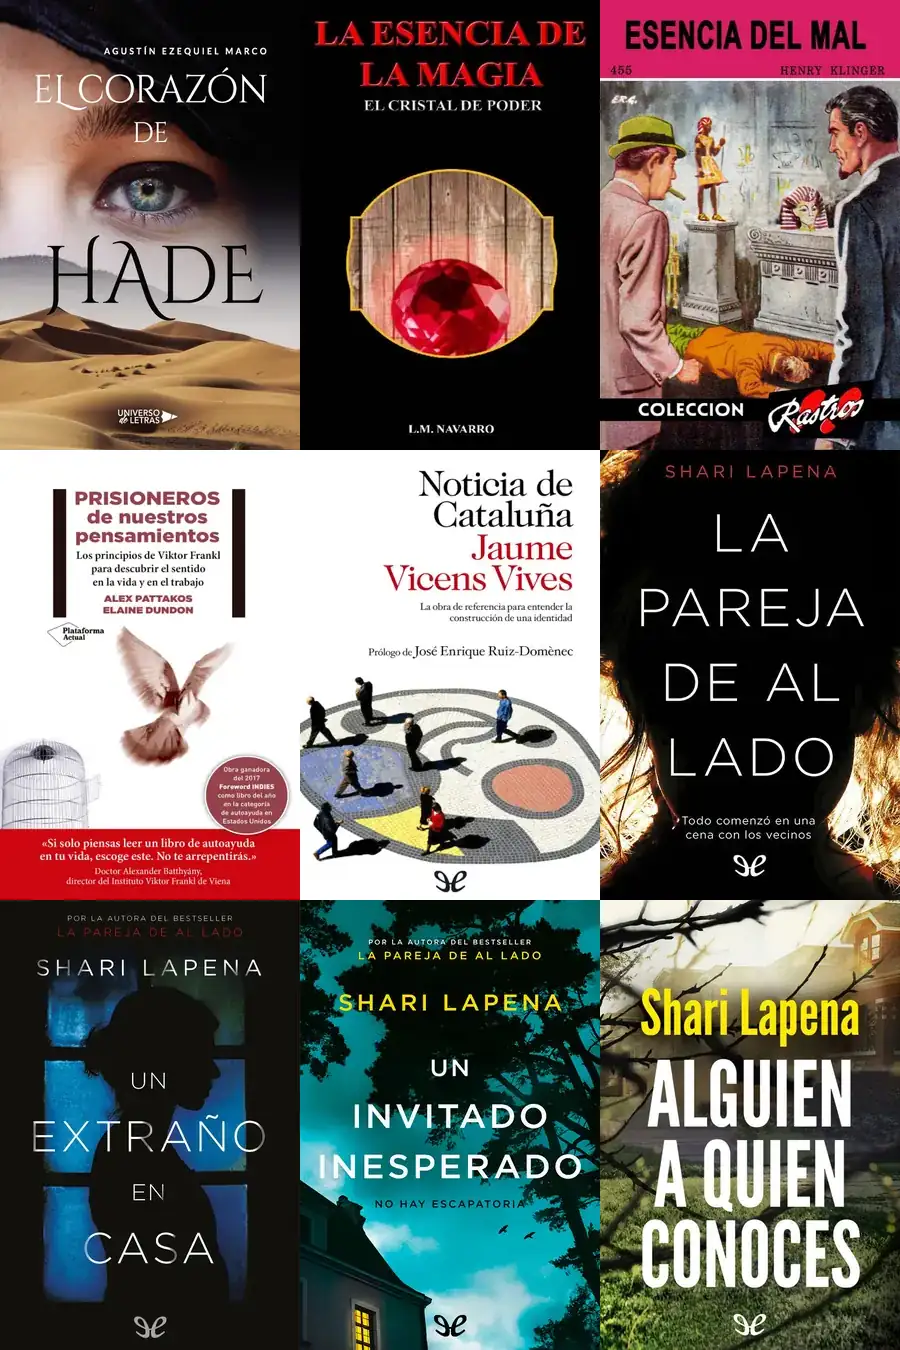 AGUSTÍN EZEQUIEL MARCO
EL CORAZÓN
DE
HADE
UNIVERSO
DE LETRAS
LA ESENCIA DE
LA MAGIA
EL CRISTAL DE PODER
L.M. NAVARRO
ESENCIA DEL MAL
455
HENRY KLINGER
ERG.
COLECCION
Rastros
PRISIONEROS
de nuestros
pensamientos
Los principios de Viktor Frankl
para descubrir el sentido
en la vida y en el trabajo
ALEX PATTAKOS
ELAINE DUNDON
Plataforma
Actual
Obra ganadora
del 2017
Foreword INDIES
como libro del año
en la categoría
de autoayuda en
Estados Unidos
«Si solo piensas leer un libro de autoayuda
en tu vida, escoge este. No te arrepentirás.»
Doctor Alexander Batthyány,
director del Instituto Viktor Frankl de Viena
Noticia de
Cataluña
Jaume
Vicens Vives
La obra de referencia para entender la
construcción de una identidad
Prólogo de José Enrique Ruiz-Domènec
SHARI LAPENA
LA
PAREJA
DE AL
LADO
Todo comenzó en una
cena con los vecinos
POR LA AUTORA DEL BESTSELLER
LA PAREJA DE AL LADO
SHARI LAPENA
UN
EXTRAÑO
EN
CASA
POR LA AUTORA DEL BESTSELLER
LA PAREJA DE AL LADO
SHARI LAPENA
UN
INVITADO
INESPERADO
NO HAY ESCAPATORIA
Shari Lapena
ALGUIEN
A QUIEN
CONOCES